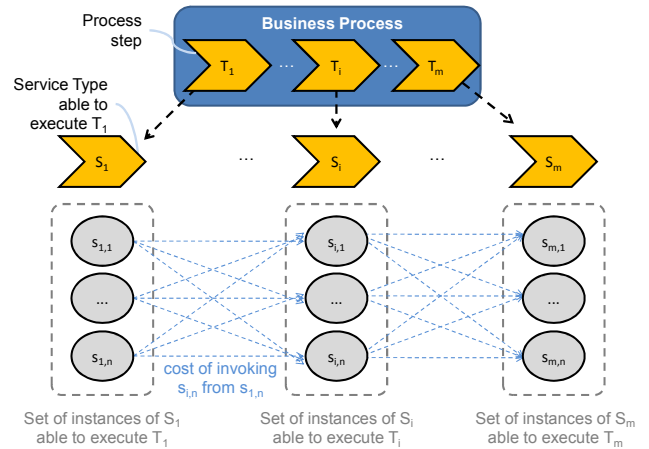 Business Process
Process
step
T1 ... Ti ... Tm
Service Type
able to
execute T1
S1 ... Si ... Sm
s1,1 si,1 sm,1
... ... ...
s1,n si,n sm,n
cost of invoking
si,n from s1,n
Set of instances of S1
able to execute T1
Set of instances of Si
able to execute Ti
Set of instances of Sm
able to execute Tm